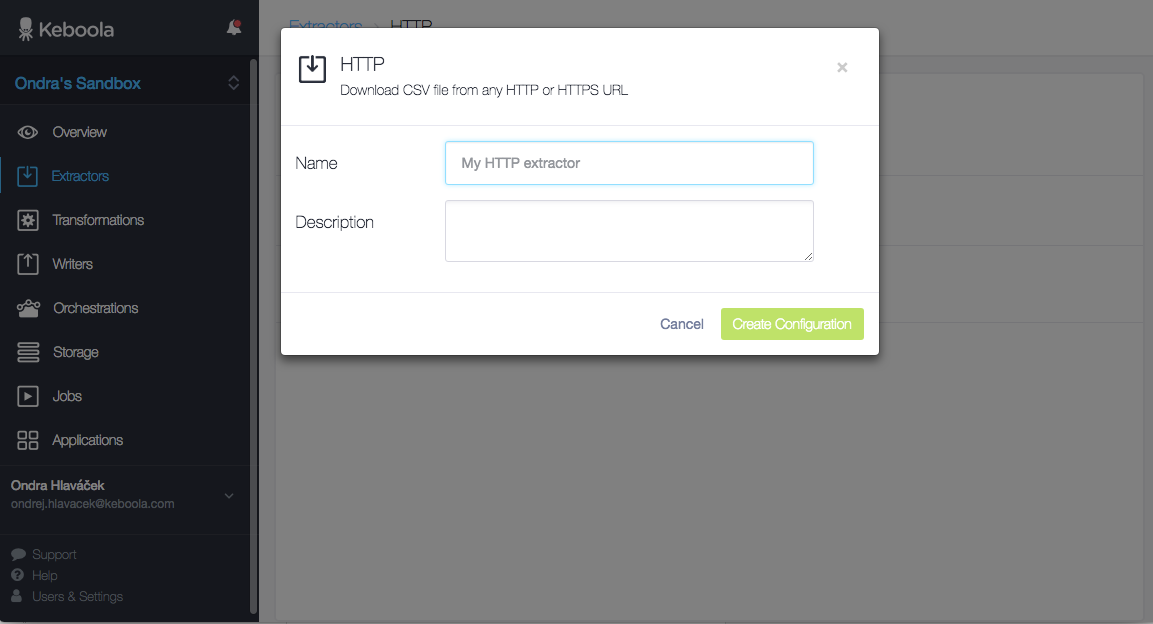 Keboola
Ondra's Sandbox
Overview
Extractors
Transformations
Writers
Orchestrations
Storage
Jobs
Applications
Ondra Hlaváček
ondrej.hlavacek@keboola.com
Support
Help
Users & Settings
Extractors > HTTP
HTTP
×
Download CSV file from any HTTP or HTTPS URL
Name
My HTTP extractor
Description
Cancel
Create Configuration